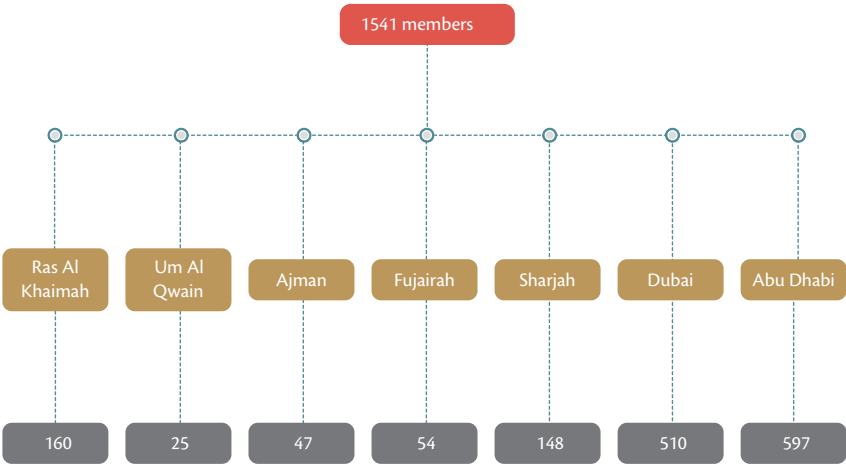 1541 members
Ras Al
Khaimah
Um Al
Qwain
Ajman
Fujairah
Sharjah
Dubai
Abu Dhabi
160
25
47
54
148
510
597